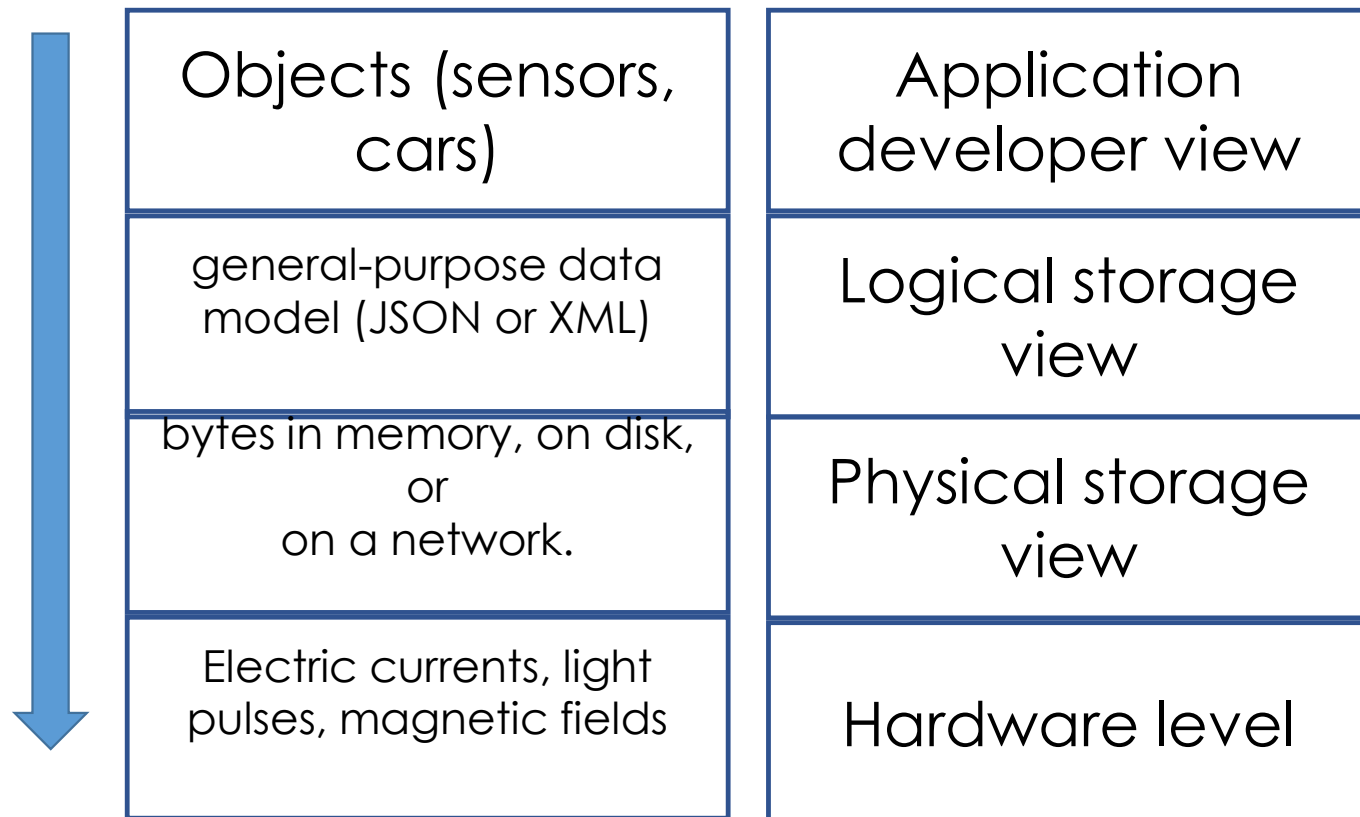 Objects (sensors,
cars)
Application
developer view
general-purpose data
model (JSON or XML)
Logical storage
view
bytes in memory, on disk,
or
on a network.
Physical storage
view
Electric currents, light
pulses, magnetic fields
Hardware level